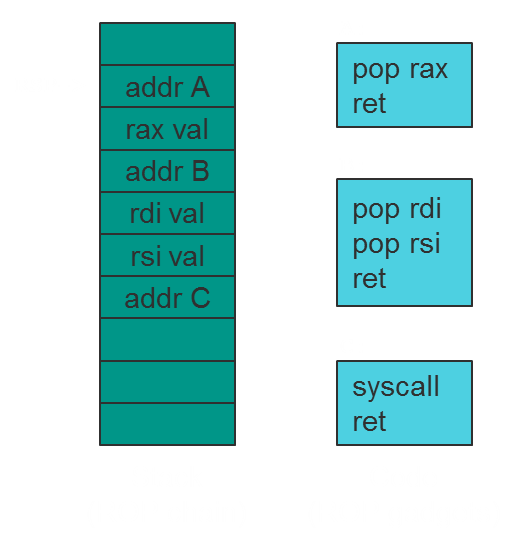 addr A
rax val
addr B
rdi val
rsi val
addr C
pop rax
ret
pop rdi
pop rsi
ret
syscall
ret